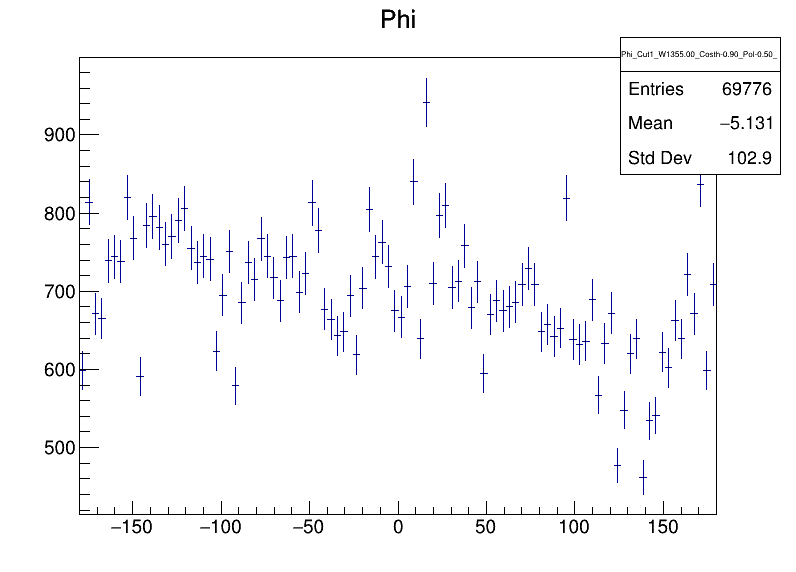 Phi
Phi_Cut1_W1355.00_Costh-0.90_Pol-0.50_
Entries 69776
Mean −5.131
Std Dev 102.9
900
800
700
600
500
−150 −100 −50 0 50 100 150